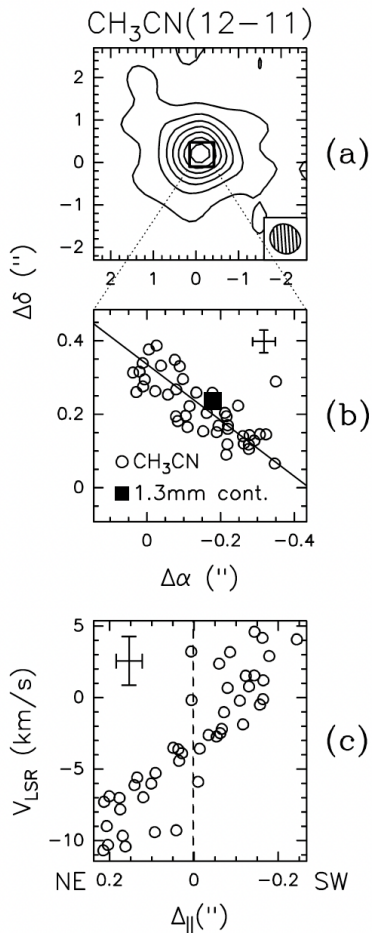 CH₃CN(12−11)
2
1
0
−1
−2
(a)
2 1 0 −1 −2
Δδ ('')
0.4
0.2
0
(b)
○ CH₃CN
■ 1.3mm cont.
0 −0.2 −0.4
Δα ('')
5
0
−5
−10
V_LSR (km/s)
(c)
NE 0.2 0 −0.2 SW
Δ_||('')